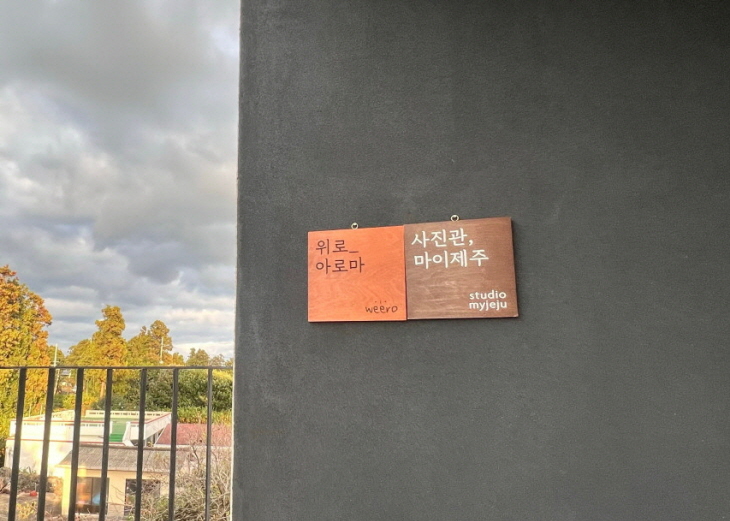 위로_
아로마
weero
사진관,
마이제주
studio
myjeju